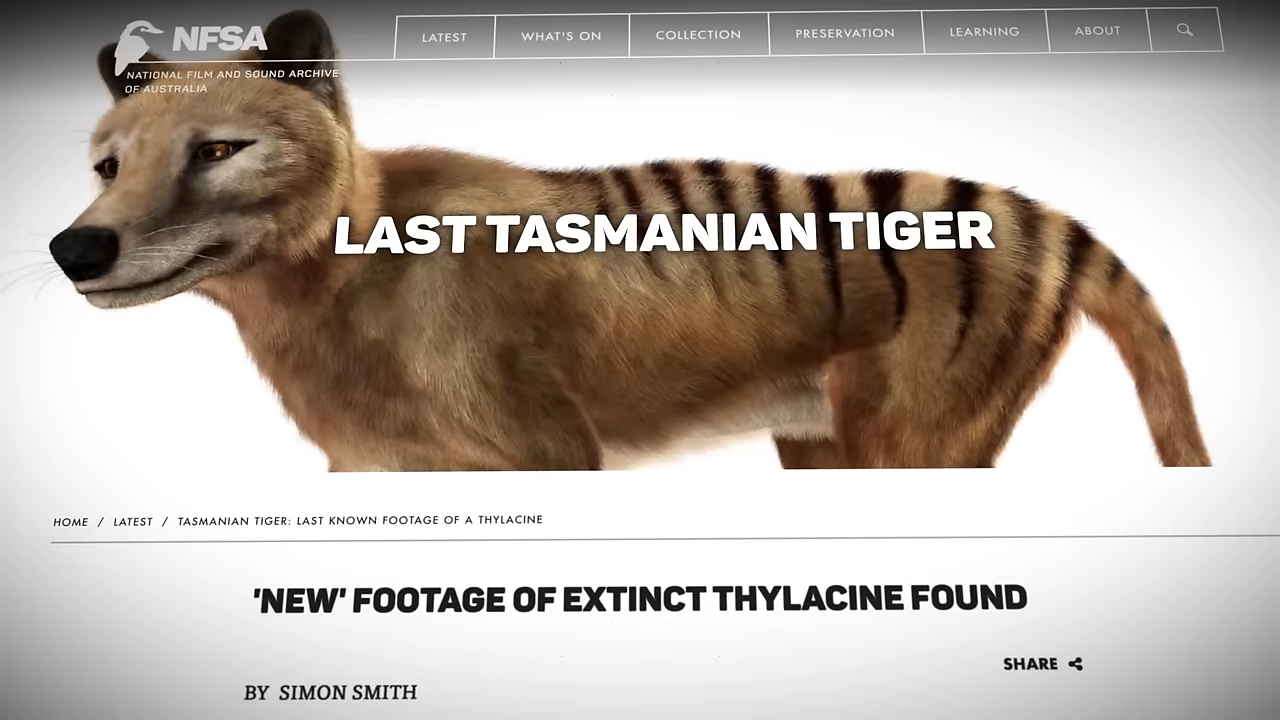 NFSA
NATIONAL FILM AND SOUND ARCHIVE
OF AUSTRALIA
LATEST
WHAT'S ON
COLLECTION
PRESERVATION
LEARNING
ABOUT
LAST TASMANIAN TIGER
HOME / LATEST / TASMANIAN TIGER: LAST KNOWN FOOTAGE OF A THYLACINE
'NEW' FOOTAGE OF EXTINCT THYLACINE FOUND
SHARE
BY SIMON SMITH